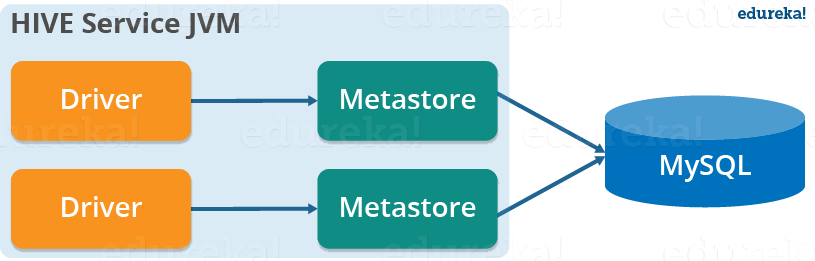 HIVE Service JVM
edureka!
Driver
Metastore
MySQL
Driver
Metastore